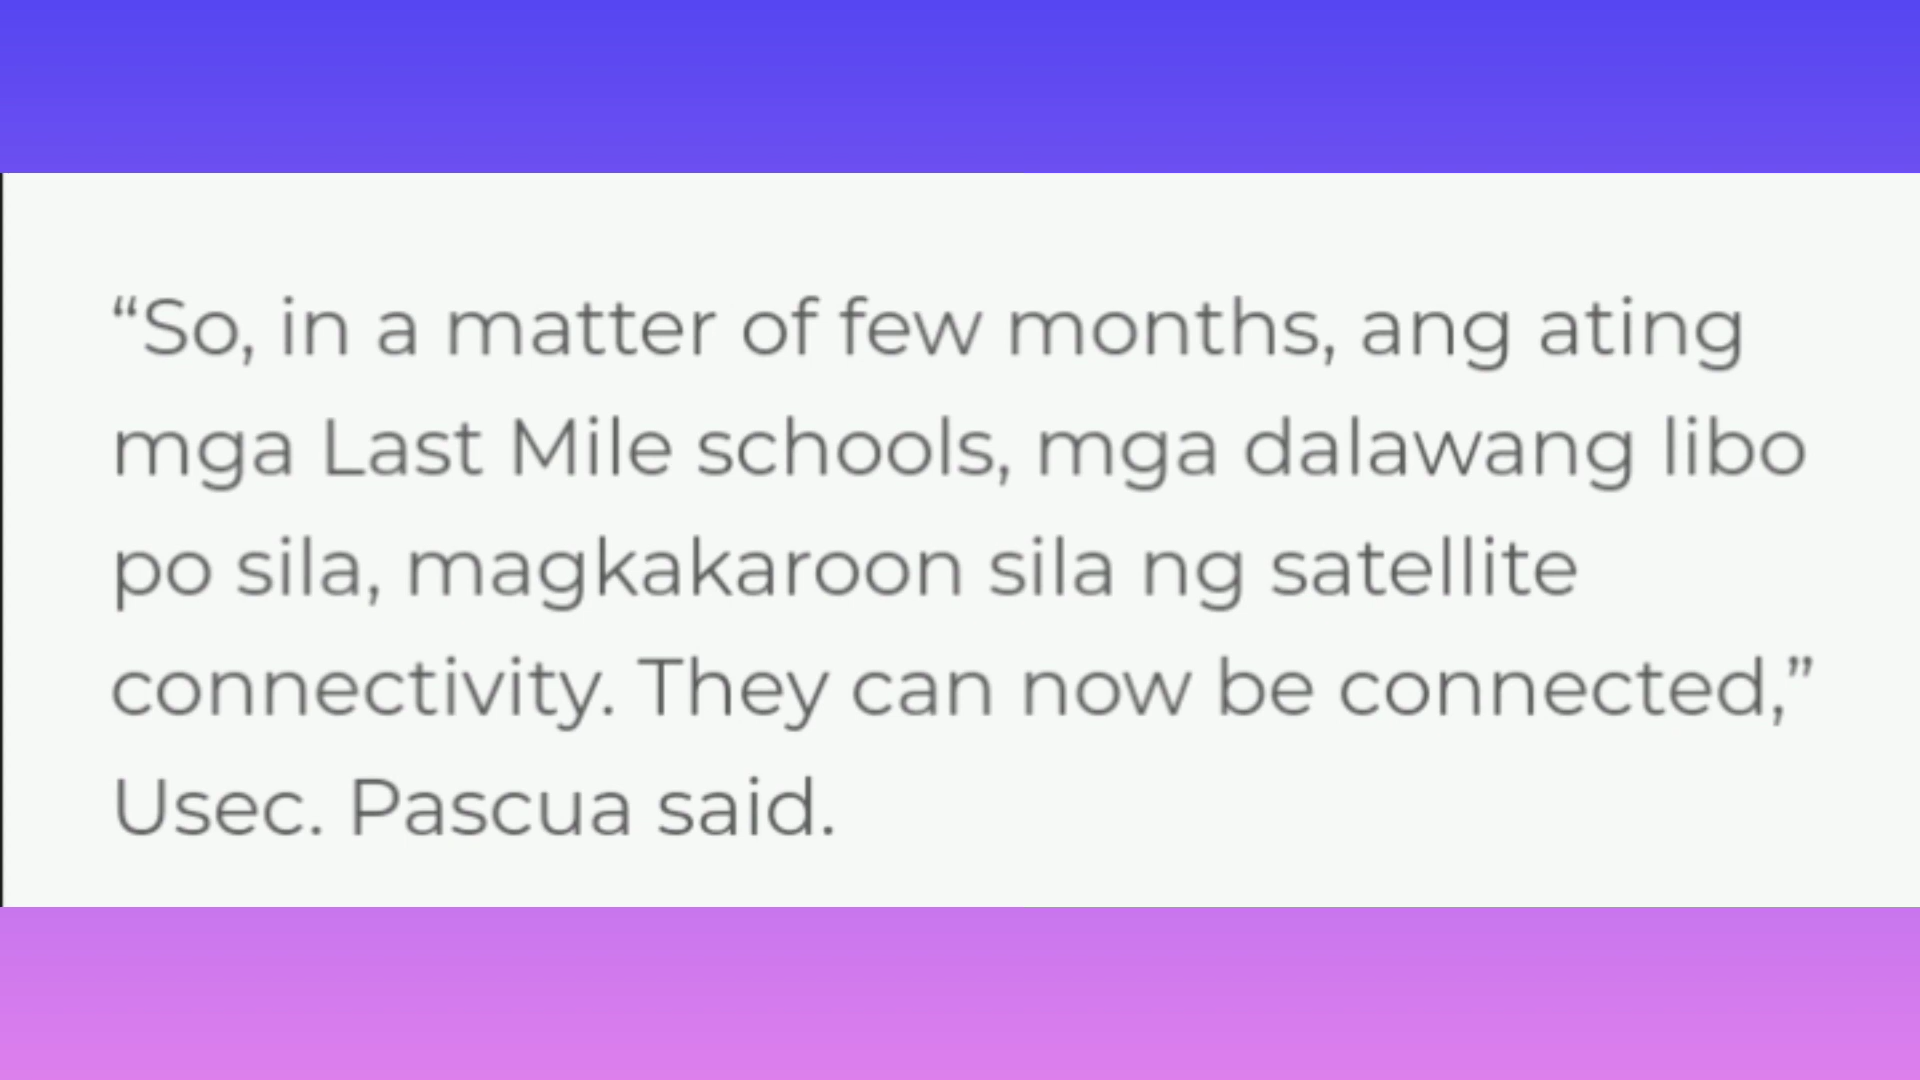 “So, in a matter of few months, ang ating
mga Last Mile schools, mga dalawang libo
po sila, magkakaroon sila ng satellite
connectivity. They can now be connected,”
Usec. Pascua said.